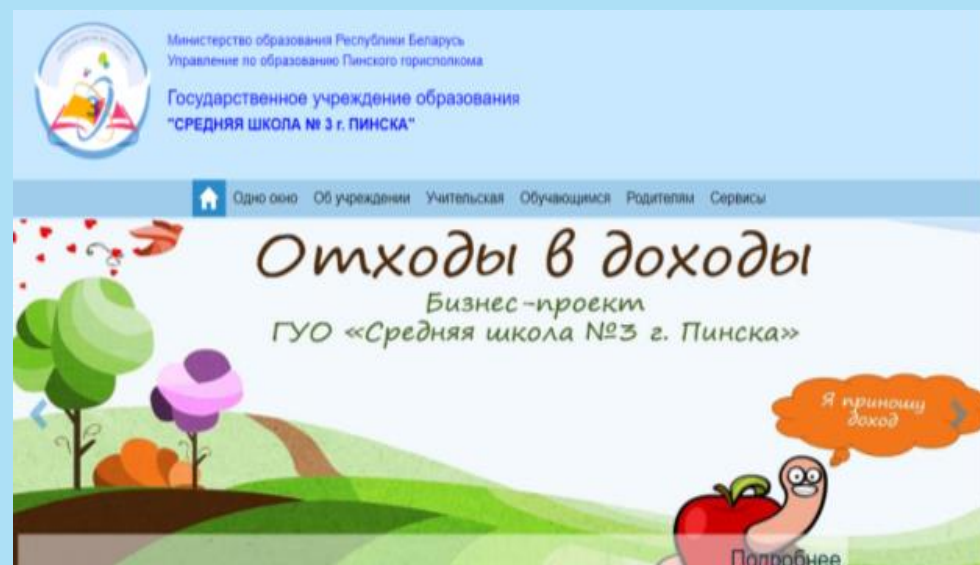 Министерство образования Республики Беларусь
Управление по образованию Пинского горисполкома
Государственное учреждение образования
"СРЕДНЯЯ ШКОЛА № 3 г. ПИНСКА"
Одно окно Об учреждении Учительская Обучающимся Родителям Сервисы
Отходы в доходы
Бизнес-проект
ГУО «Средняя школа №3 г. Пинска»
Я приношу
доход
Подробнее